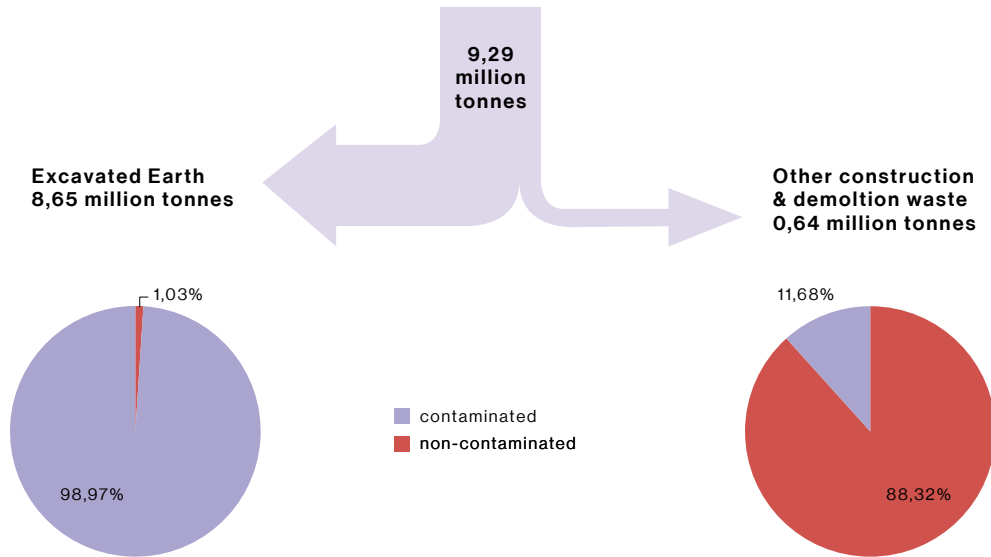 9,29
million
tonnes
Excavated Earth
8,65 million tonnes
Other construction
& demoltion waste
0,64 million tonnes
1,03%
98,97%
contaminated
non-contaminated
11,68%
88,32%